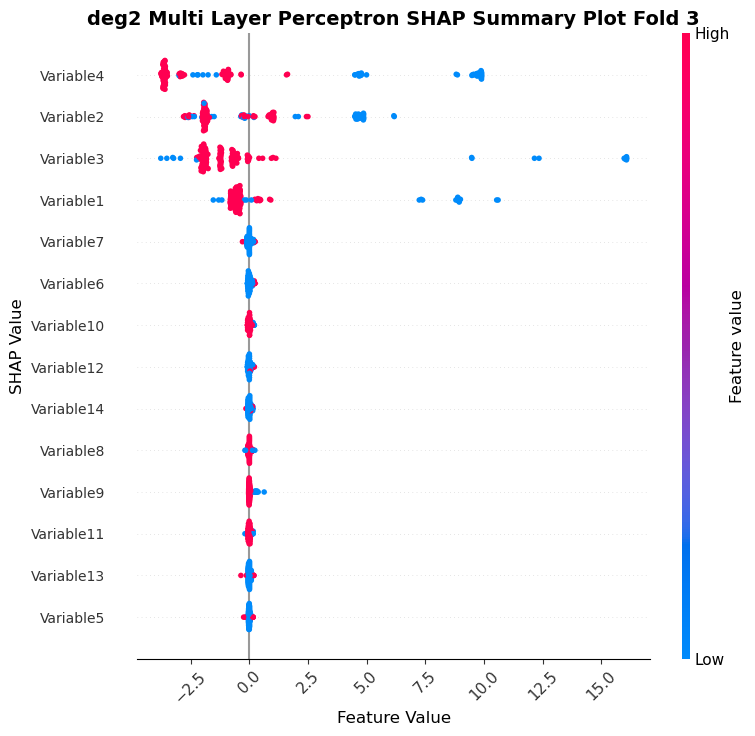 deg2 Multi Layer Perceptron SHAP Summary Plot Fold 3
High
Variable4
Variable2
Variable3
Variable1
Variable7
Variable6
Variable10
Variable12
Variable14
Variable8
Variable9
Variable11
Variable13
Variable5
SHAP Value
Feature value
Low
−2.5 0.0 2.5 5.0 7.5 10.0 12.5 15.0
Feature Value